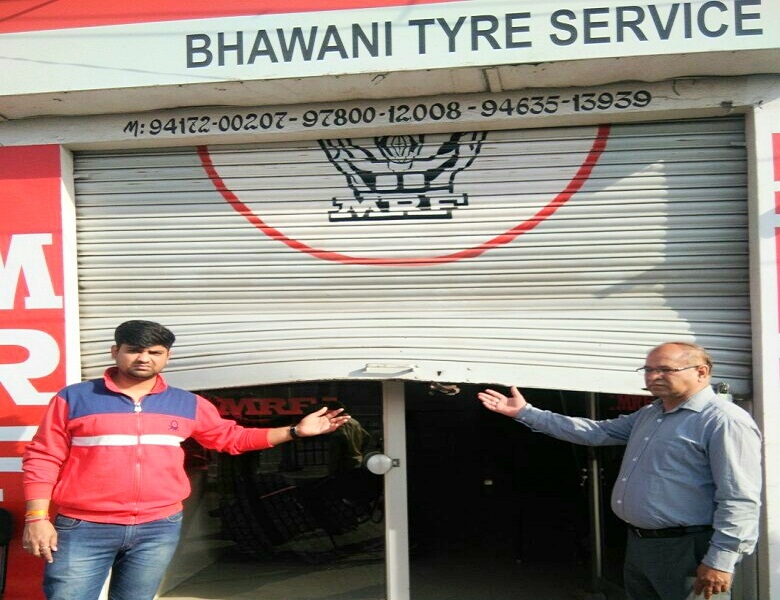 BHAWANI TYRE SERVICE
M: 94172-00207-97800-12008-94635-13939
MRF
M
R
MRF